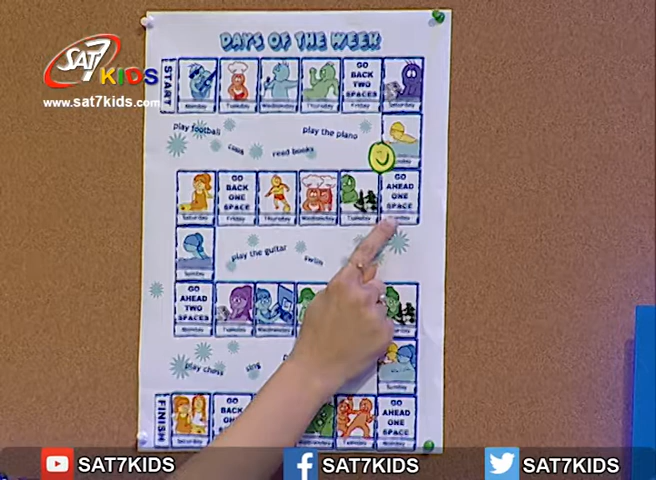 DAYS OF THE WEEK
SAT7
KIDS
www.sat7kids.com
START
Monday
Tuesday
Wednesday
Thursday
GO BACK TWO SPACES
Friday
Saturday
play football
cook
read books
play the piano
GO BACK ONE SPACE
GO AHEAD ONE SPACE
Saturday
Friday
Thursday
Wednesday
Tuesday
Monday
play the guitar
swim
Sunday
GO AHEAD TWO SPACES
Monday
Tuesday
Wednesday
play chess
sing
Sunday
FINISH
Saturday
GO BACK ONE
GO AHEAD ONE SPACE
SAT7KIDS
SAT7KIDS
SAT7KIDS